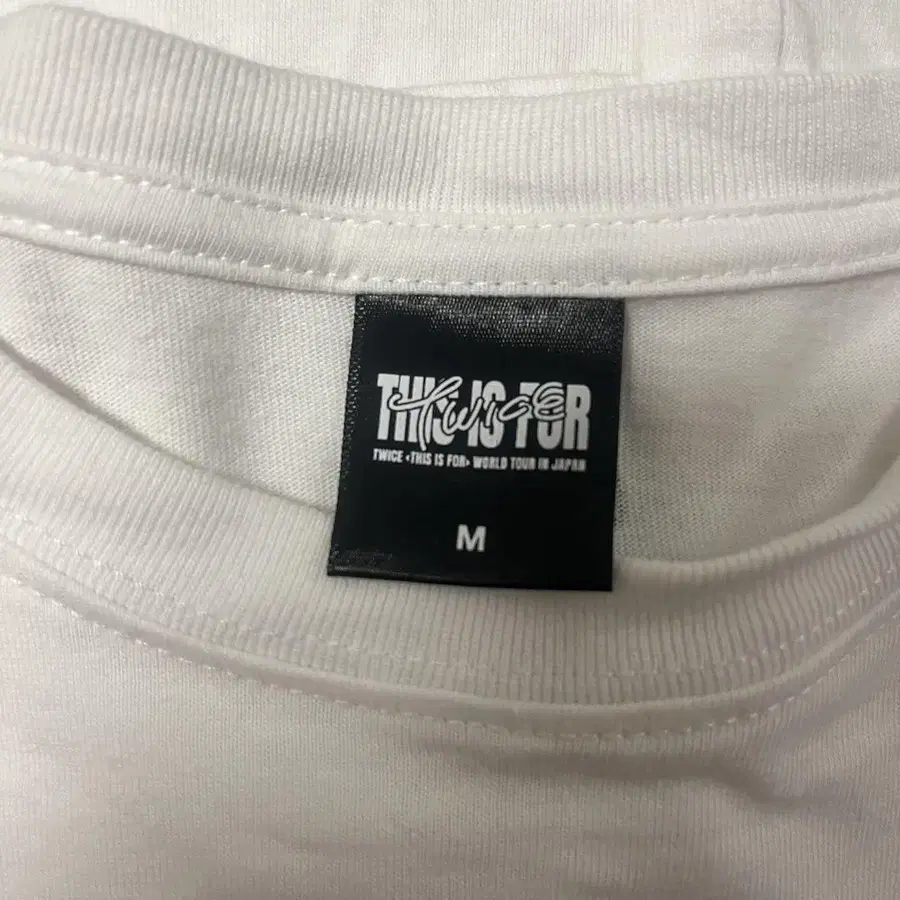 THIS IS FOR
TWICE
TWICE <THIS IS FOR> WORLD TOUR IN JAPAN
M